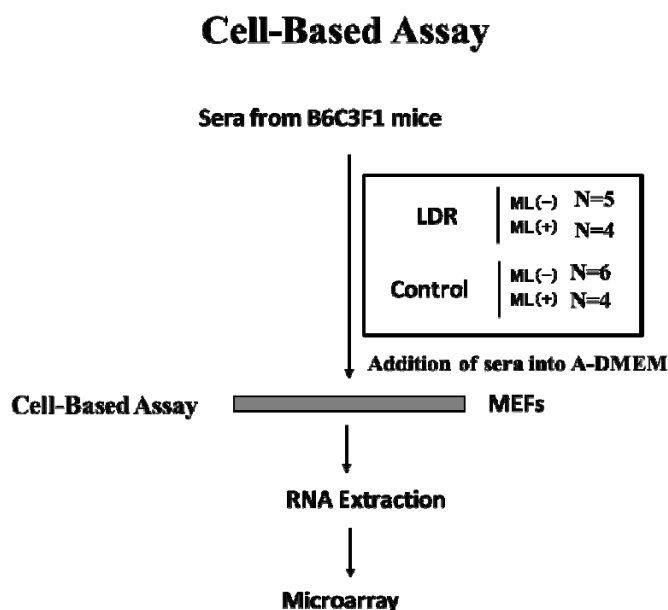 Cell-Based Assay
Sera from B6C3F1 mice
LDR
ML(−) N=5
ML(+) N=4
Control
ML(−) N=6
ML(+) N=4
Addition of sera into A-DMEM
Cell-Based Assay
MEFs
RNA Extraction
Microarray